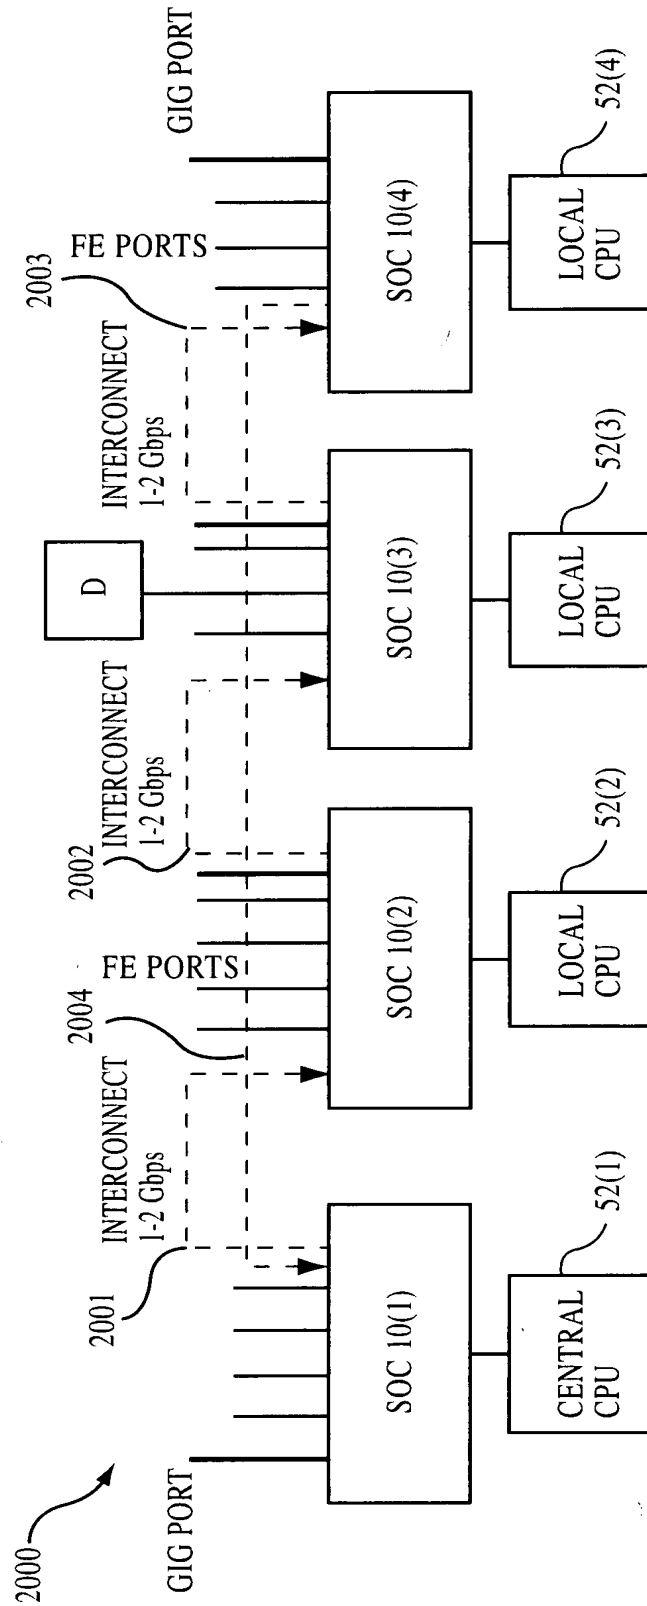 2000
GIG PORT
2001
INTERCONNECT
1-2 Gbps
2004
FE PORTS
2002
INTERCONNECT
1-2 Gbps
D
INTERCONNECT
1-2 Gbps
2003
FE PORTS
GIG PORT
SOC 10(1)
SOC 10(2)
SOC 10(3)
SOC 10(4)
CENTRAL
CPU
52(1)
LOCAL
CPU
52(2)
LOCAL
CPU
52(3)
LOCAL
CPU
52(4)